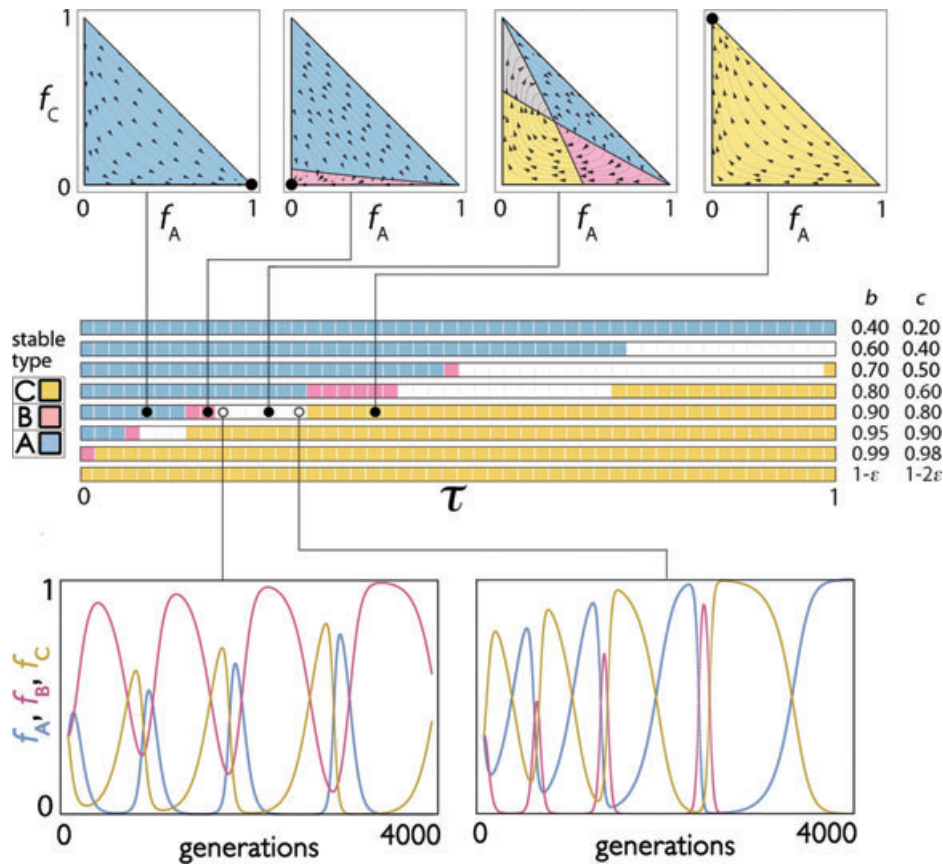 1
f_C
0
0 1 0 1 0 1 0 1
f_A f_A f_A f_A
b c
stable
type
C
B
A
0.40 0.20
0.60 0.40
0.70 0.50
0.80 0.60
0.90 0.80
0.95 0.90
0.99 0.98
1-ε 1-2ε
0 τ 1
1
f_A, f_B, f_C
0
0 4000 0 4000
generations generations